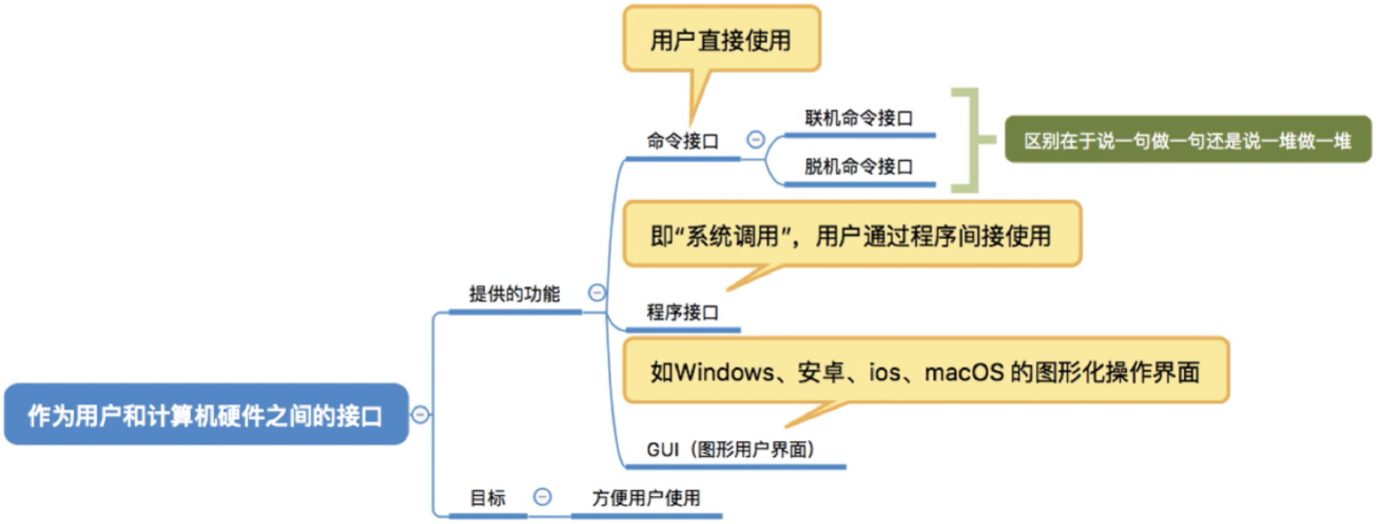 用户直接使用
联机命令接口
命令接口
区别在于说一句做一句还是说一堆做一堆
脱机命令接口
即“系统调用”，用户通过程序间接使用
提供的功能
程序接口
如Windows、安卓、ios、macOS 的图形化操作界面
作为用户和计算机硬件之间的接口
GUI（图形用户界面）
目标
方便用户使用